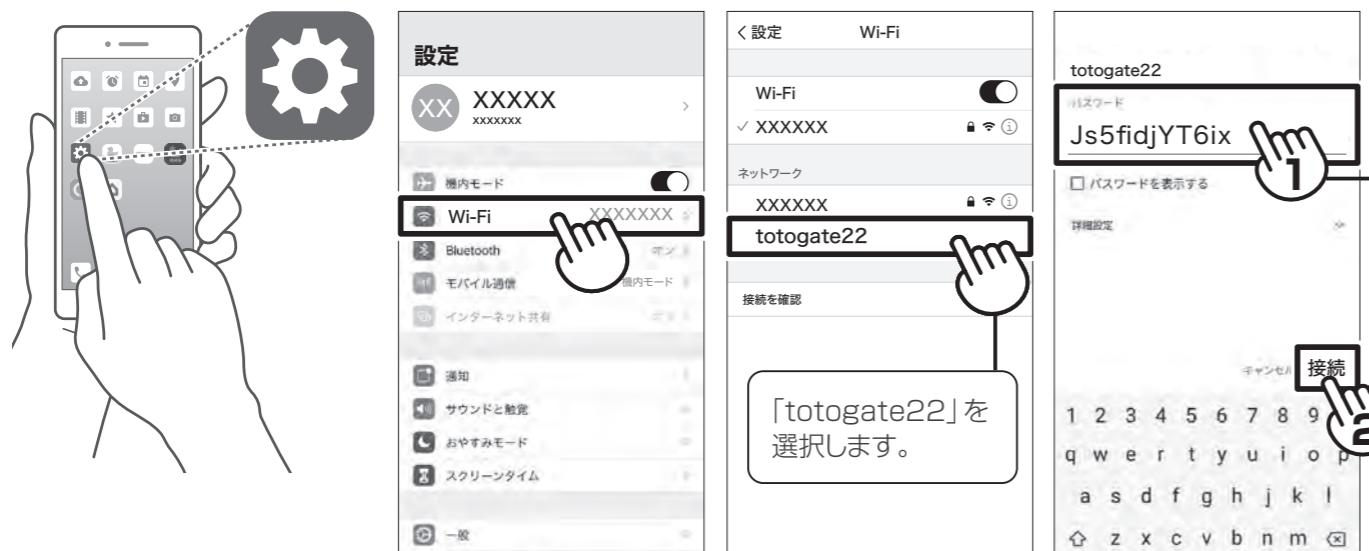 設定
XX
XXXXX
xxxxxxx
機内モード
Wi-Fi XXXXXXX
Bluetooth オン
モバイル通信 機内モード
インターネット共有 オフ
通知
サウンドと触覚
おやすみモード
スクリーンタイム
一般
設定 Wi-Fi
Wi-Fi
XXXXXX
ネットワーク
XXXXXX
totogate22
接続を確認
「totogate22」を
選択します。
totogate22
パスワード
Js5fidjYT6ix
1
パスワードを表示する
詳細設定
キャンセル 接続
2
1 2 3 4 5 6 7 8 9
q w e r t y u i o p
a s d f g h j k l
z x c v b n m